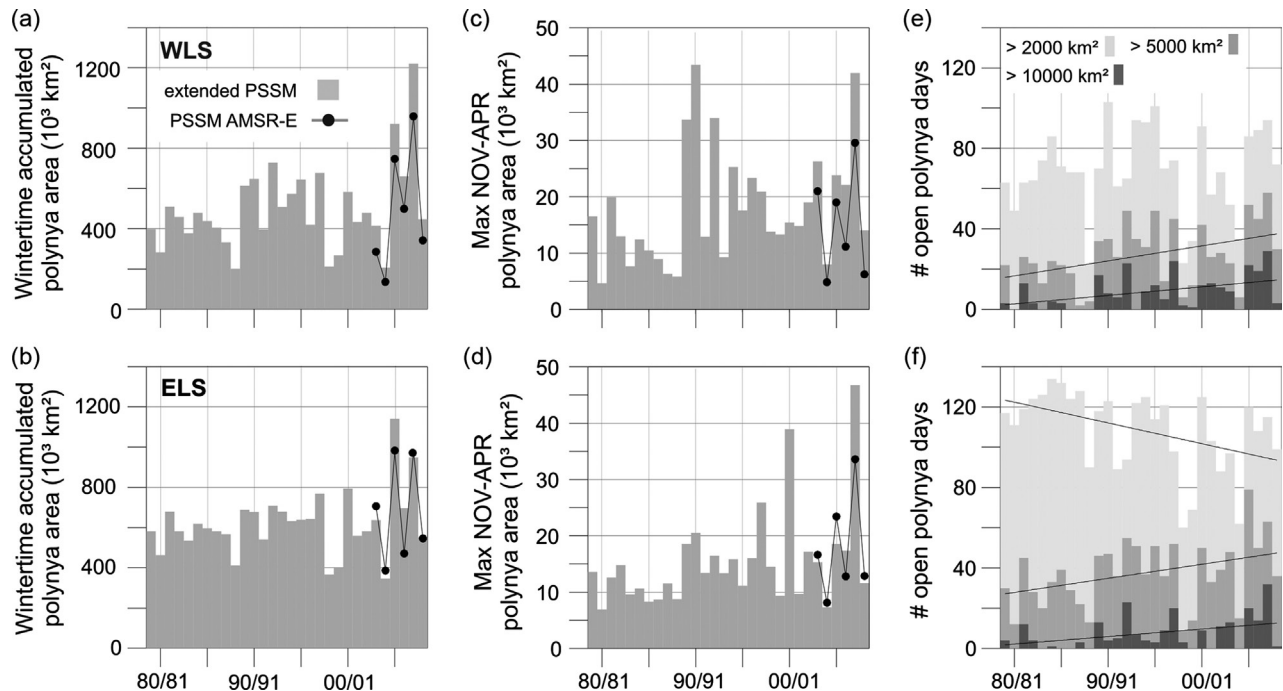 (a)
Wintertime accumulated
polynya area (10³ km²)
WLS
extended PSSM
PSSM AMSR-E
1200
800
400
0
(c)
Max NOV-APR
polynya area (10³ km²)
50
40
30
20
10
0
(e)
# open polynya days
> 2000 km²
> 5000 km²
> 10000 km²
120
80
40
0
(b)
Wintertime accumulated
polynya area (10³ km²)
ELS
1200
800
400
0
80/81
90/91
00/01
(d)
Max NOV-APR
polynya area (10³ km²)
50
40
30
20
10
0
80/81
90/91
00/01
(f)
# open polynya days
120
80
40
0
80/81
90/91
00/01